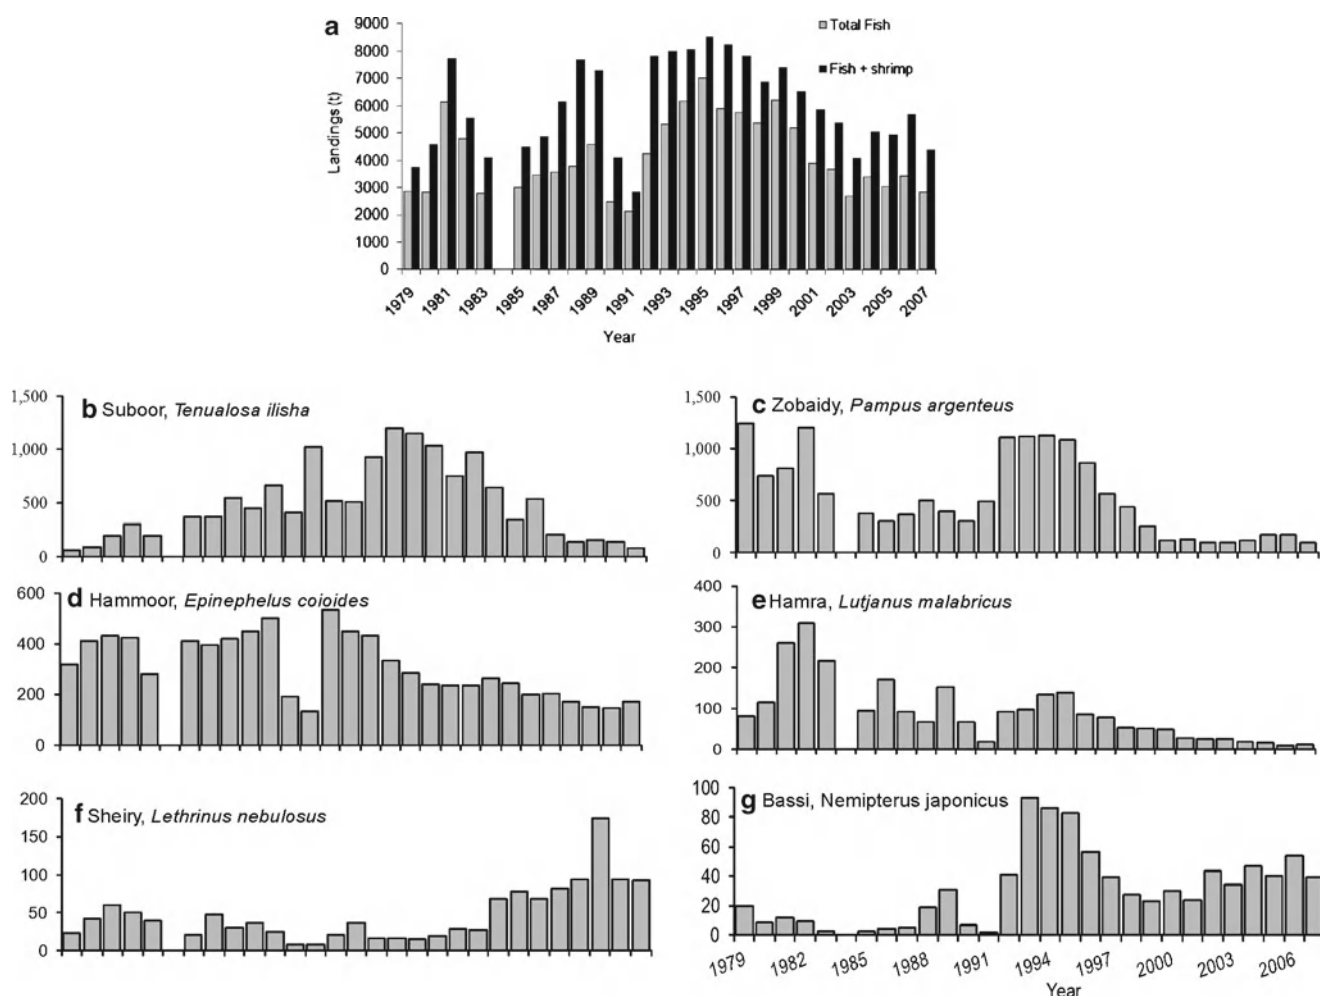 a
9000
8000
7000
6000
5000
4000
3000
2000
1000
0
Landings (t)
Total Fish
Fish + shrimp
1979 1981 1983 1985 1987 1989 1991 1993 1995 1997 1999 2001 2003 2005 2007
Year
b Suboor, Tenualosa ilisha
1,500
1,000
500
0
c Zobaidy, Pampus argenteus
1,500
1,000
500
0
d Hammoor, Epinephelus coioides
600
400
200
0
e Hamra, Lutjanus malabricus
400
300
200
100
0
f Sheiry, Lethrinus nebulosus
200
150
100
50
0
g Bassi, Nemipterus japonicus
100
80
60
40
20
0
1979 1982 1985 1988 1991 1994 1997 2000 2003 2006
Year